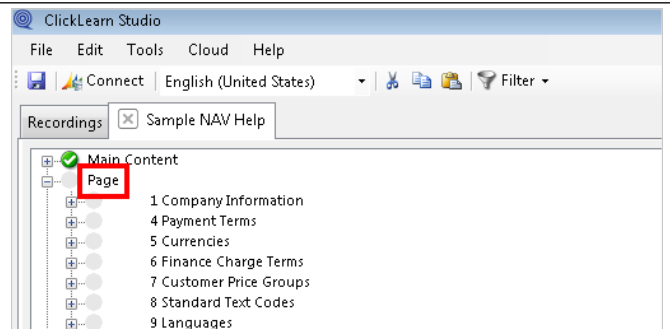 ClickLearn Studio
File Edit Tools Cloud Help
Connect English (United States) Filter
Recordings Sample NAV Help
Main Content
Page
1 Company Information
4 Payment Terms
5 Currencies
6 Finance Charge Terms
7 Customer Price Groups
8 Standard Text Codes
9 Languages